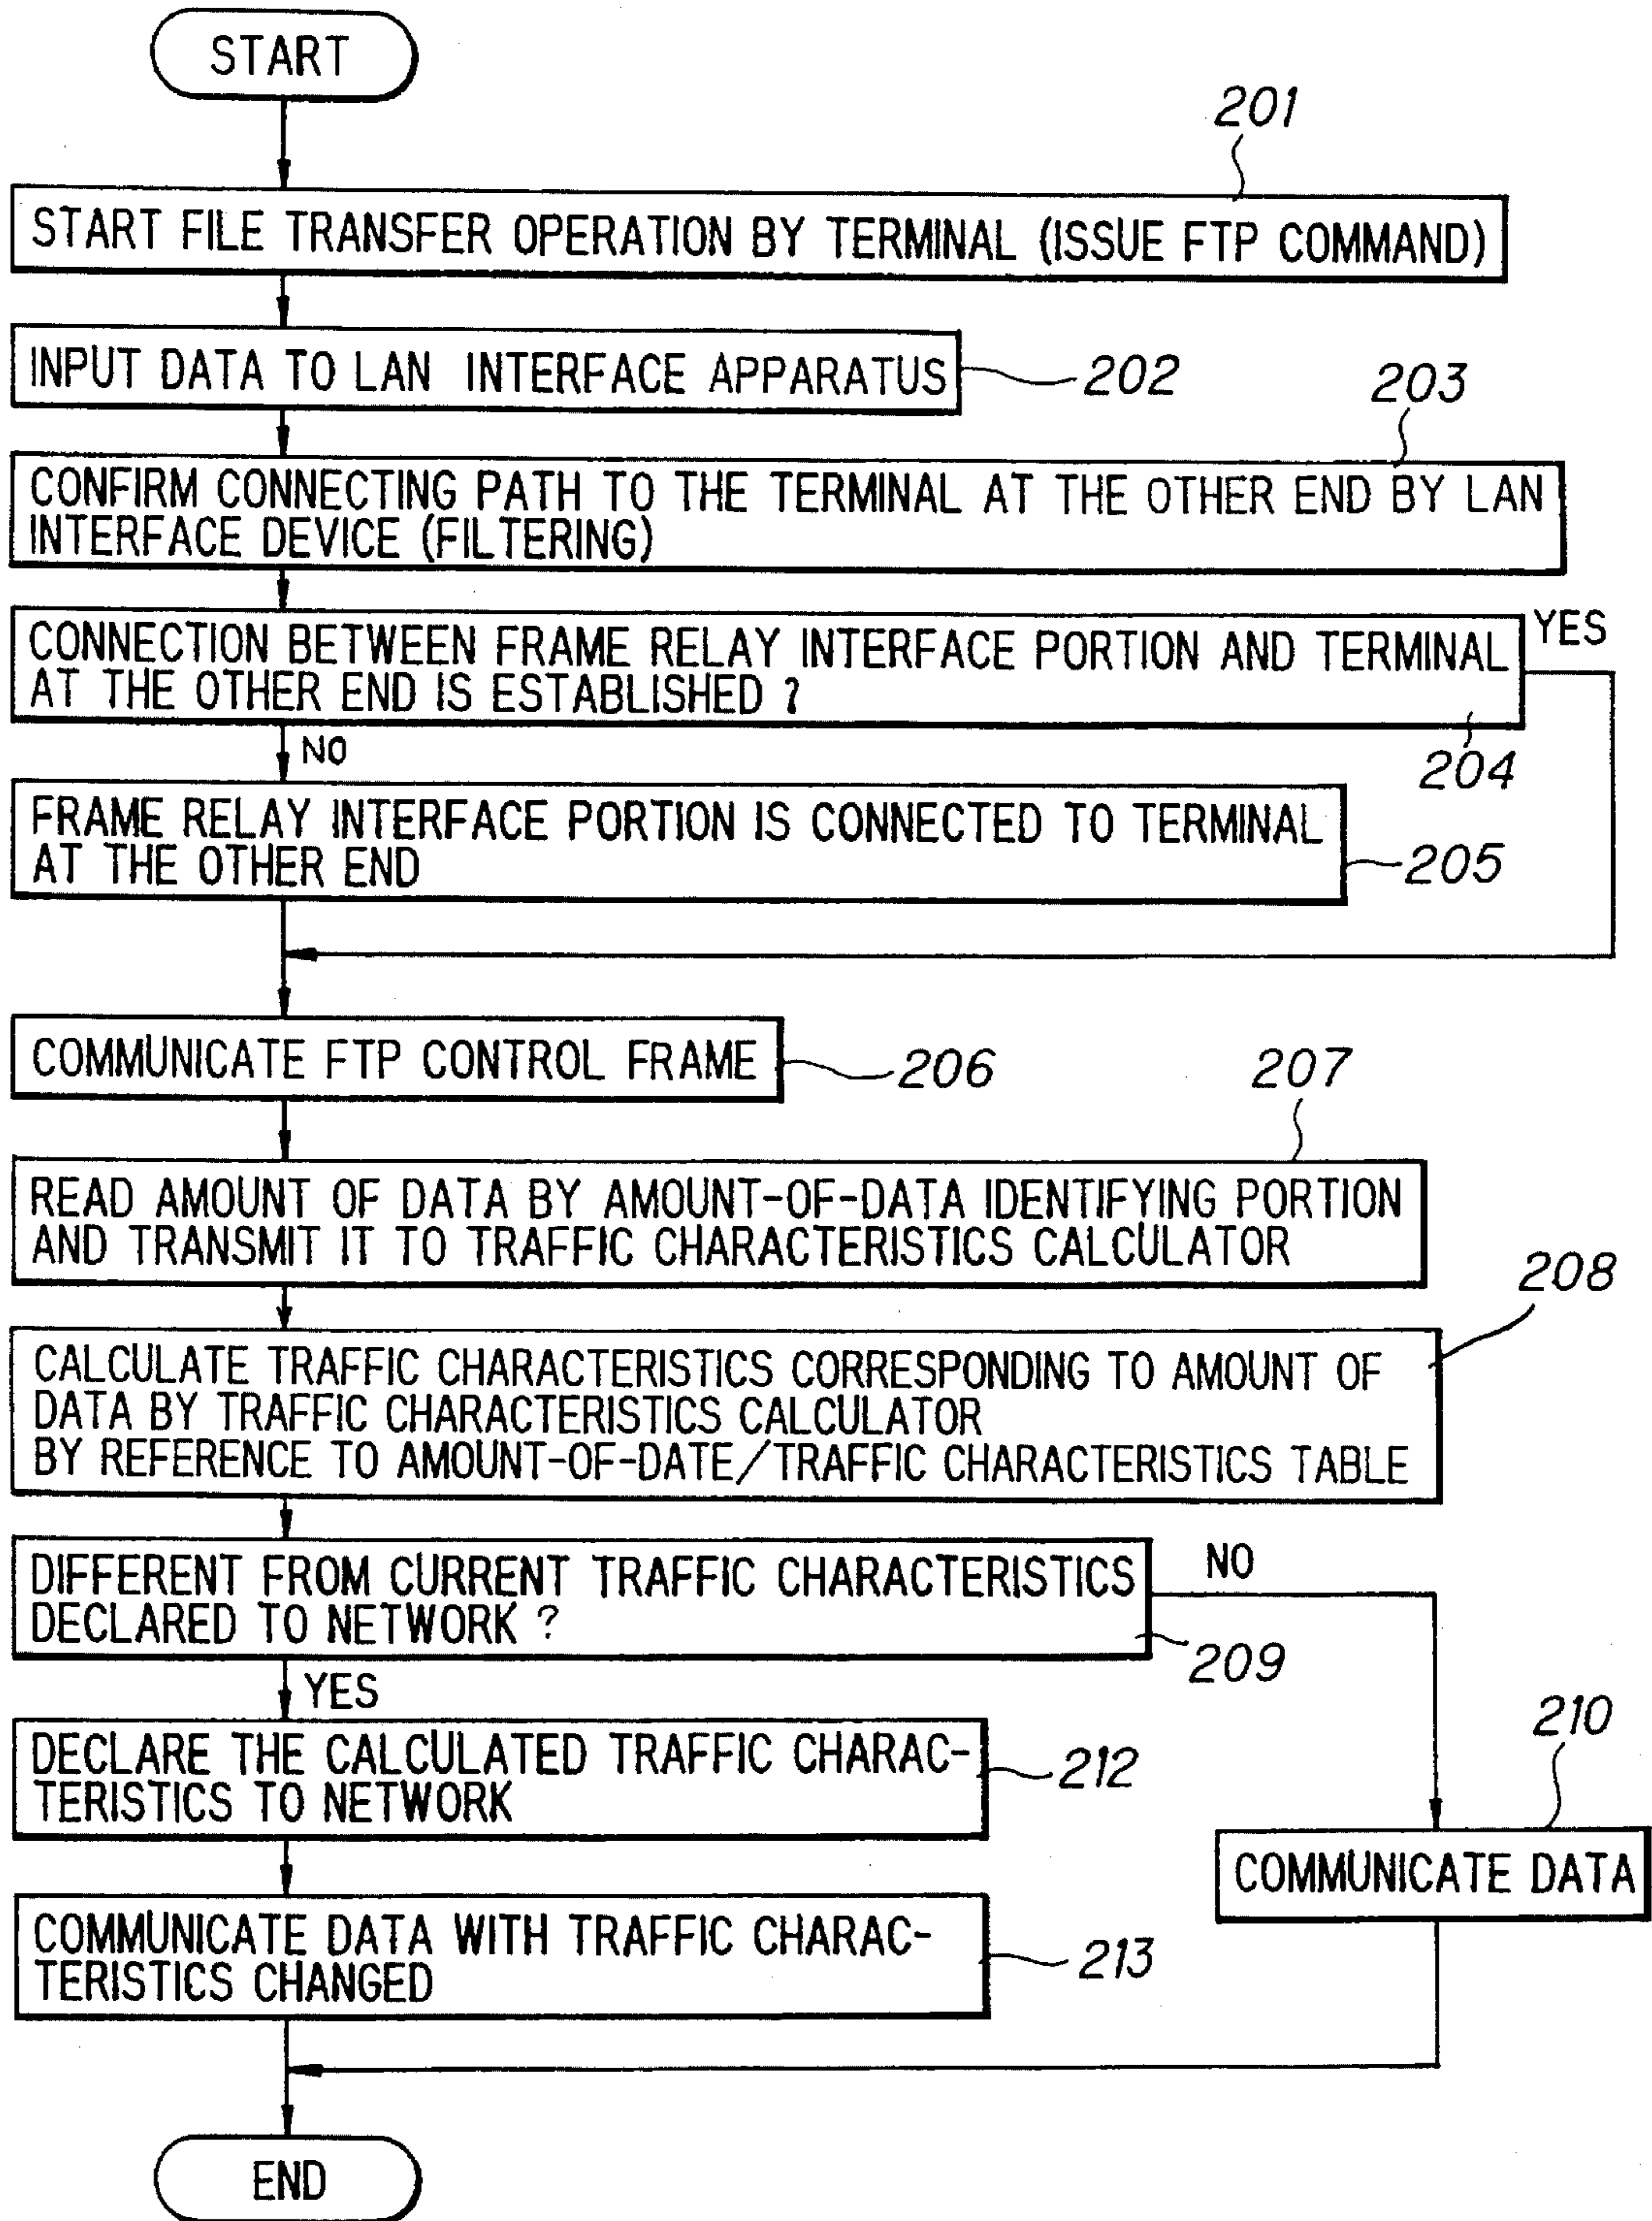 START
201
START FILE TRANSFER OPERATION BY TERMINAL (ISSUE FTP COMMAND)
INPUT DATA TO LAN INTERFACE APPARATUS
202
203
CONFIRM CONNECTING PATH TO THE TERMINAL AT THE OTHER END BY LAN
INTERFACE DEVICE (FILTERING)
CONNECTION BETWEEN FRAME RELAY INTERFACE PORTION AND TERMINAL
AT THE OTHER END IS ESTABLISHED ?
YES
204
NO
FRAME RELAY INTERFACE PORTION IS CONNECTED TO TERMINAL
AT THE OTHER END
205
COMMUNICATE FTP CONTROL FRAME
206
207
READ AMOUNT OF DATA BY AMOUNT-OF-DATA IDENTIFYING PORTION
AND TRANSMIT IT TO TRAFFIC CHARACTERISTICS CALCULATOR
208
CALCULATE TRAFFIC CHARACTERISTICS CORRESPONDING TO AMOUNT OF
DATA BY TRAFFIC CHARACTERISTICS CALCULATOR
BY REFERENCE TO AMOUNT-OF-DATE/TRAFFIC CHARACTERISTICS TABLE
DIFFERENT FROM CURRENT TRAFFIC CHARACTERISTICS
DECLARED TO NETWORK ?
NO
209
YES
DECLARE THE CALCULATED TRAFFIC CHARAC-
TERISTICS TO NETWORK
212
210
COMMUNICATE DATA
COMMUNICATE DATA WITH TRAFFIC CHARAC-
TERISTICS CHANGED
213
END